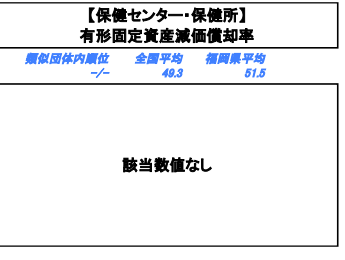 【保健センター・保健所】
有形固定資産減価償却率
類似団体内順位 全国平均 福岡県平均
-/- 49.3 51.5
該当数値なし